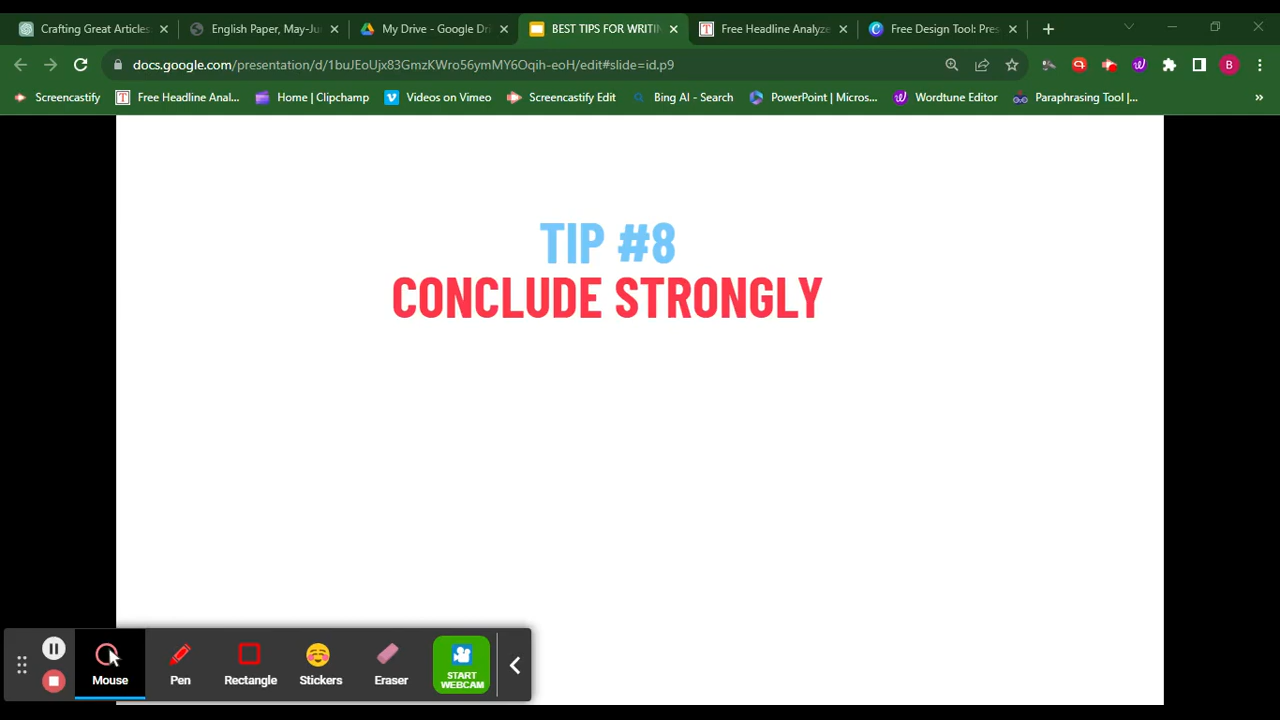 Crafting Great Articles
English Paper, May-Ju
My Drive - Google Dri
BEST TIPS FOR WRITIN
Free Headline Analyze
Free Design Tool: Pres
docs.google.com/presentation/d/1buJEoUjx83GmzKWro56ymMY6Oqih-eoH/edit#slide=id.p9
B
Screencastify
Free Headline Anal...
Home | Clipchamp
Videos on Vimeo
Screencastify Edit
Bing AI - Search
PowerPoint | Micros...
Wordtune Editor
Paraphrasing Tool |...
TIP #8
CONCLUDE STRONGLY
Mouse
Pen
Rectangle
Stickers
Eraser
START
WEBCAM